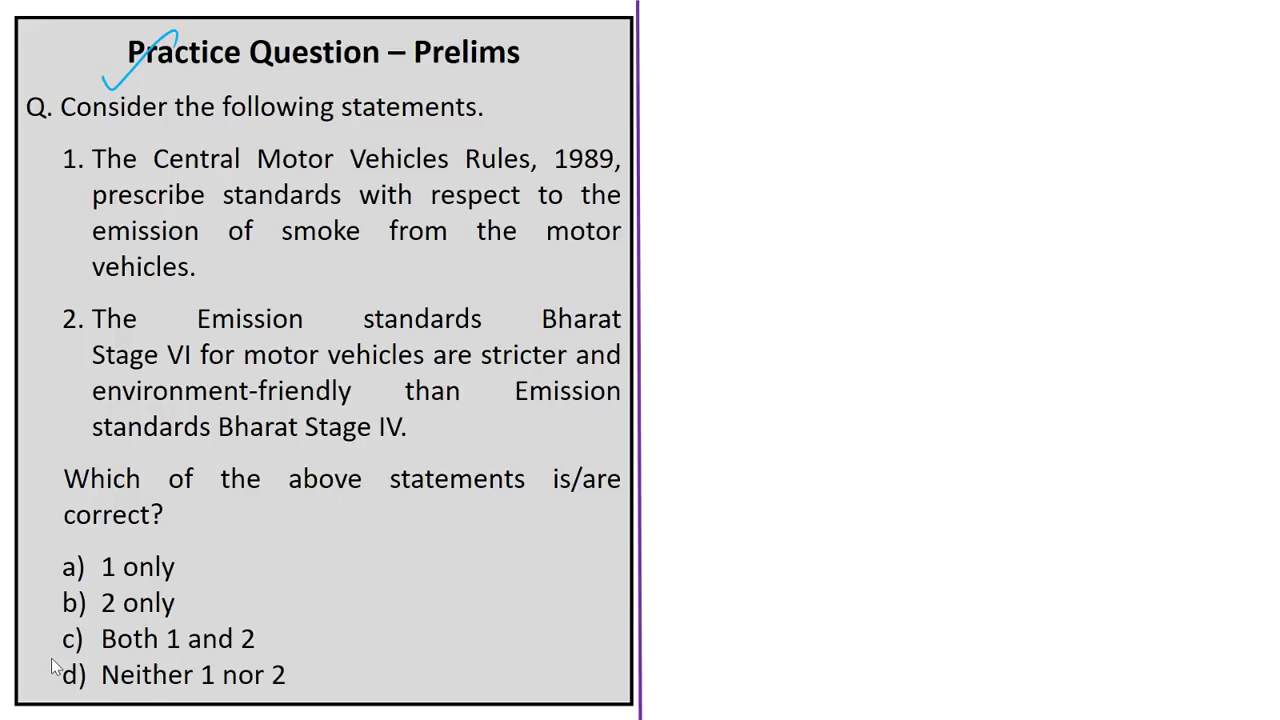 Practice Question – Prelims
Q. Consider the following statements.
1. The Central Motor Vehicles Rules, 1989,
prescribe standards with respect to the
emission of smoke from the motor
vehicles.
2. The Emission standards Bharat
Stage VI for motor vehicles are stricter and
environment-friendly than Emission
standards Bharat Stage IV.
Which of the above statements is/are
correct?
a) 1 only
b) 2 only
c) Both 1 and 2
d) Neither 1 nor 2